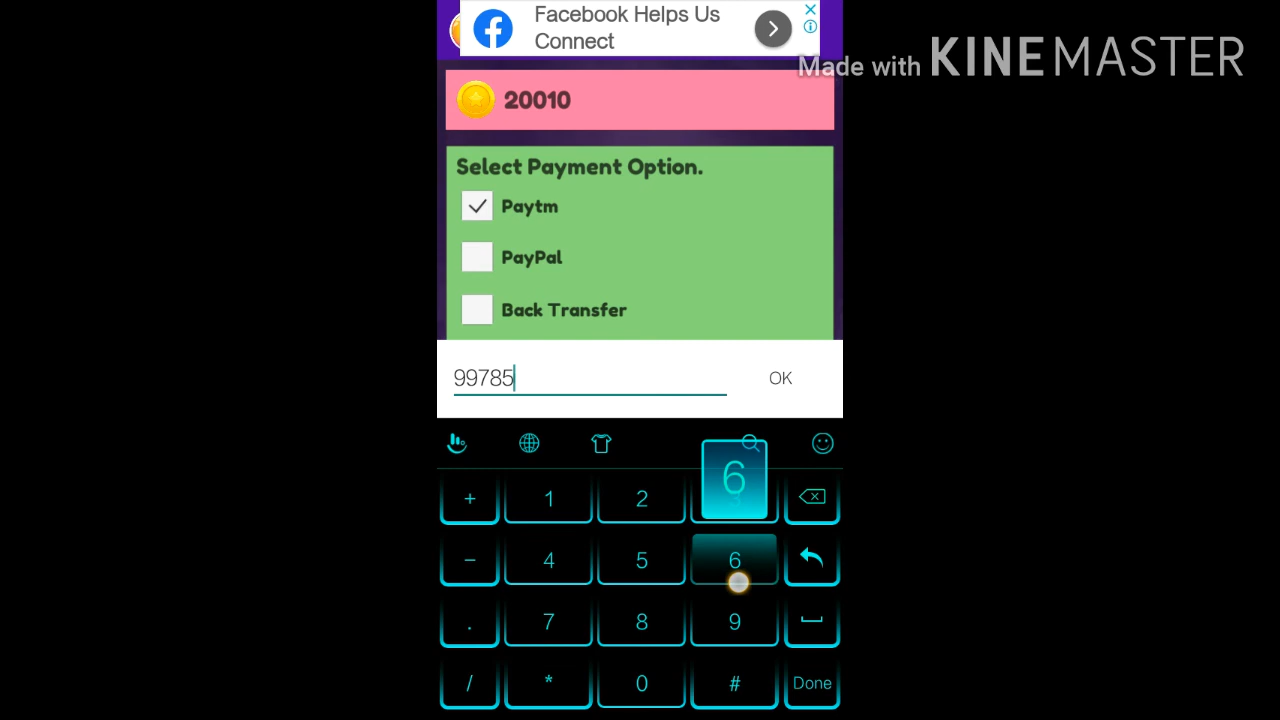 Facebook Helps Us
Connect
Made with KINEMASTER
20010
Select Payment Option.
Paytm
PayPal
Back Transfer
99785
OK
6
+ 1 2
- 4 5 6
. 7 8 9
/ * 0 # Done